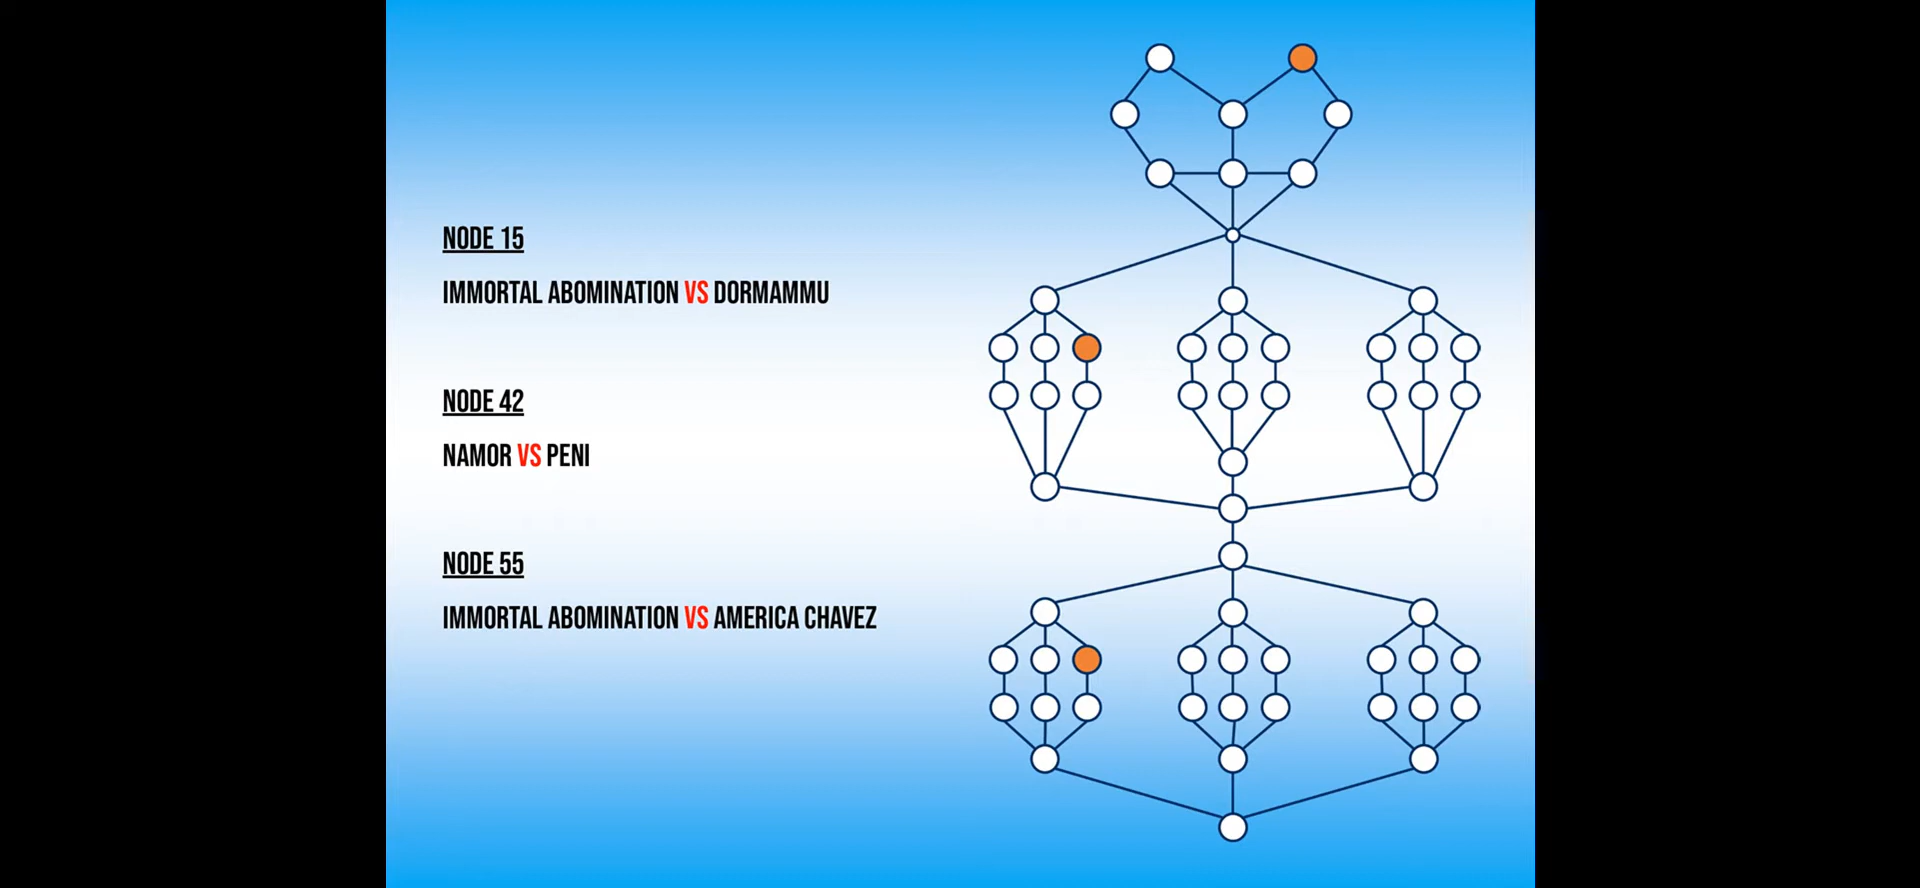 NODE 15
IMMORTAL ABOMINATION VS DORMAMMU
NODE 42
NAMOR VS PENI
NODE 55
IMMORTAL ABOMINATION VS AMERICA CHAVEZ